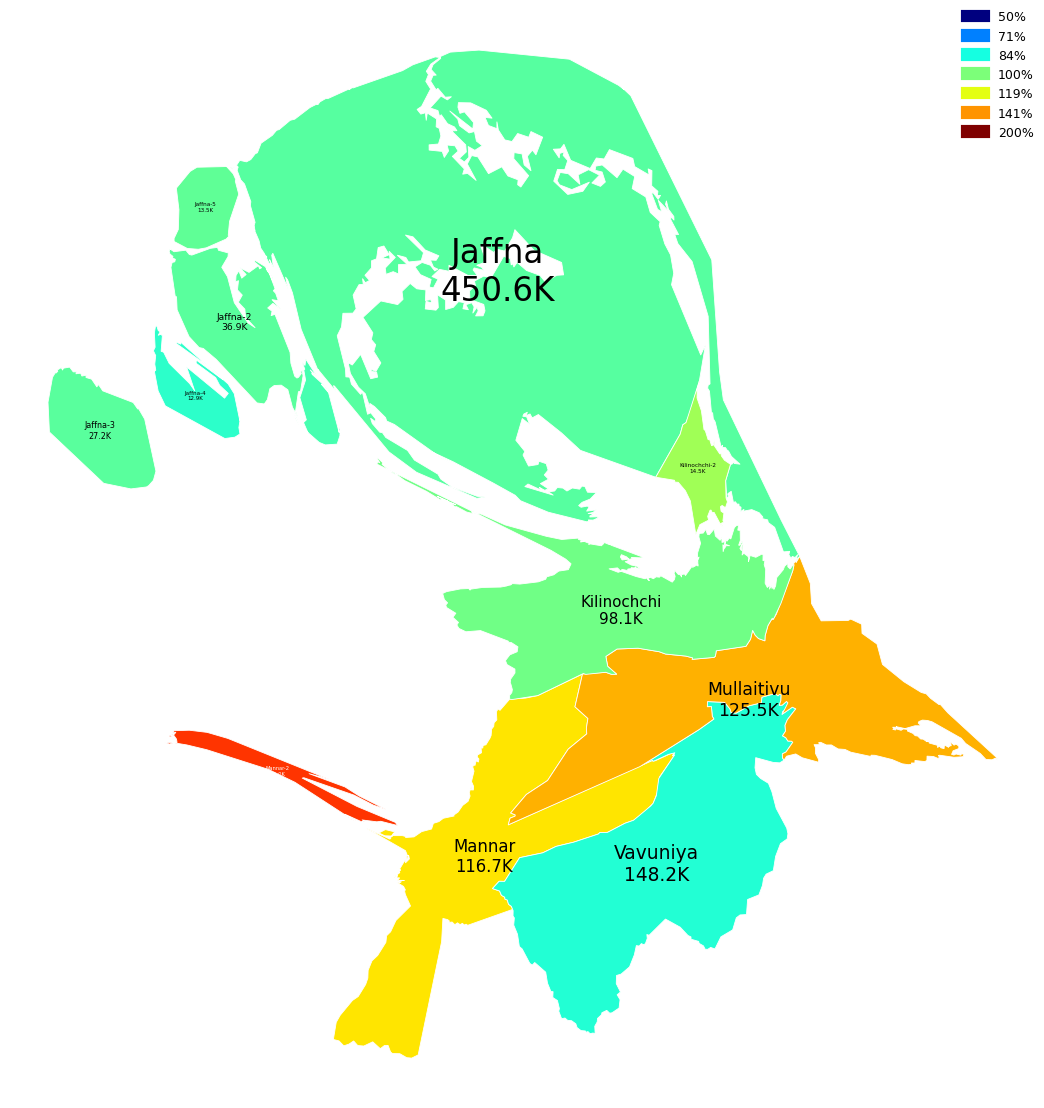 50%
71%
84%
100%
119%
141%
200%
Jaffna-5
13.5K
Jaffna
450.6K
Jaffna-2
36.9K
Jaffna-4
12.9K
Jaffna-3
27.2K
Kilinochchi-2
14.5K
Kilinochchi
98.1K
Mullaitivu
125.5K
Mannar-2
Mannar
116.7K
Vavuniya
148.2K